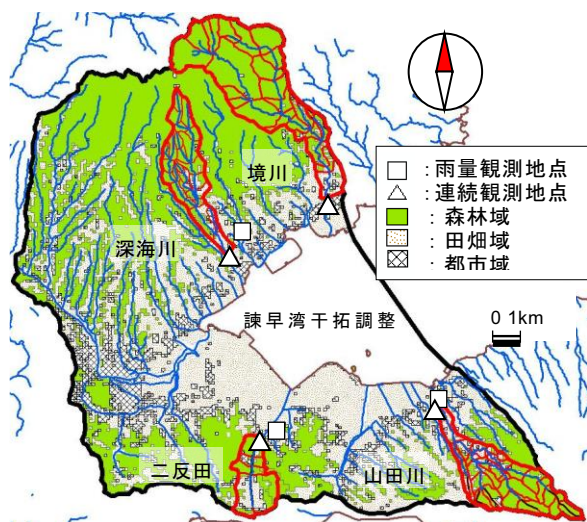 境川
□ : 雨量観測地点
△ : 連続観測地点
: 森林域
: 田畑域
: 都市域
深海川
諫早湾干拓調整
0 1km
二反田
山田川